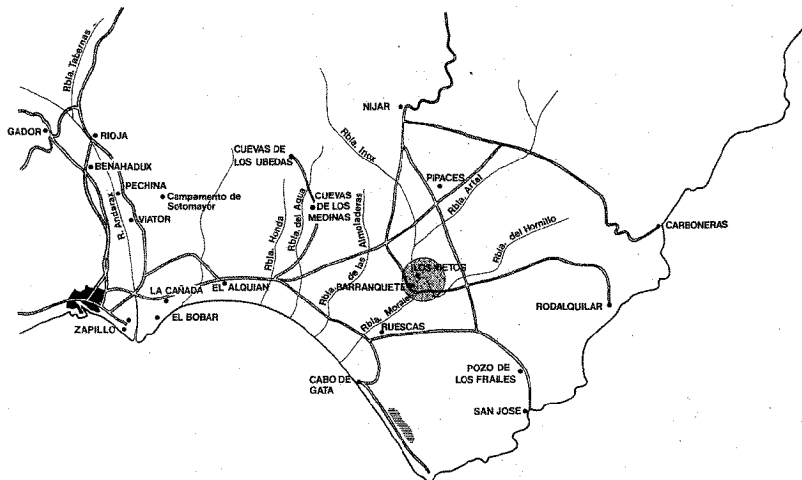 Rbla. Tabernas
GADOR
RIOJA
BENAHADUX
PECHINA
R. Andarax
VIATOR
Campamento de
Sotomayor
CUEVAS DE
LOS UBEDAS
CUEVAS
DE LOS
MEDINAS
Rbla. Honda
Rbla. del Agua
Rbla.
de las Almoladeras
Rbla. Inox
NIJAR
PIPACES
Rbla. Artal
Rbla. del Hornillo
CARBONERAS
LOS NIETOS
BARRANQUETE
Rbla. Morales
RUESCAS
RODALQUILAR
LA CAÑADA
EL ALQUIAN
ZAPILLO
EL BOBAR
CABO DE
GATA
POZO DE
LOS FRAILES
SAN JOSE